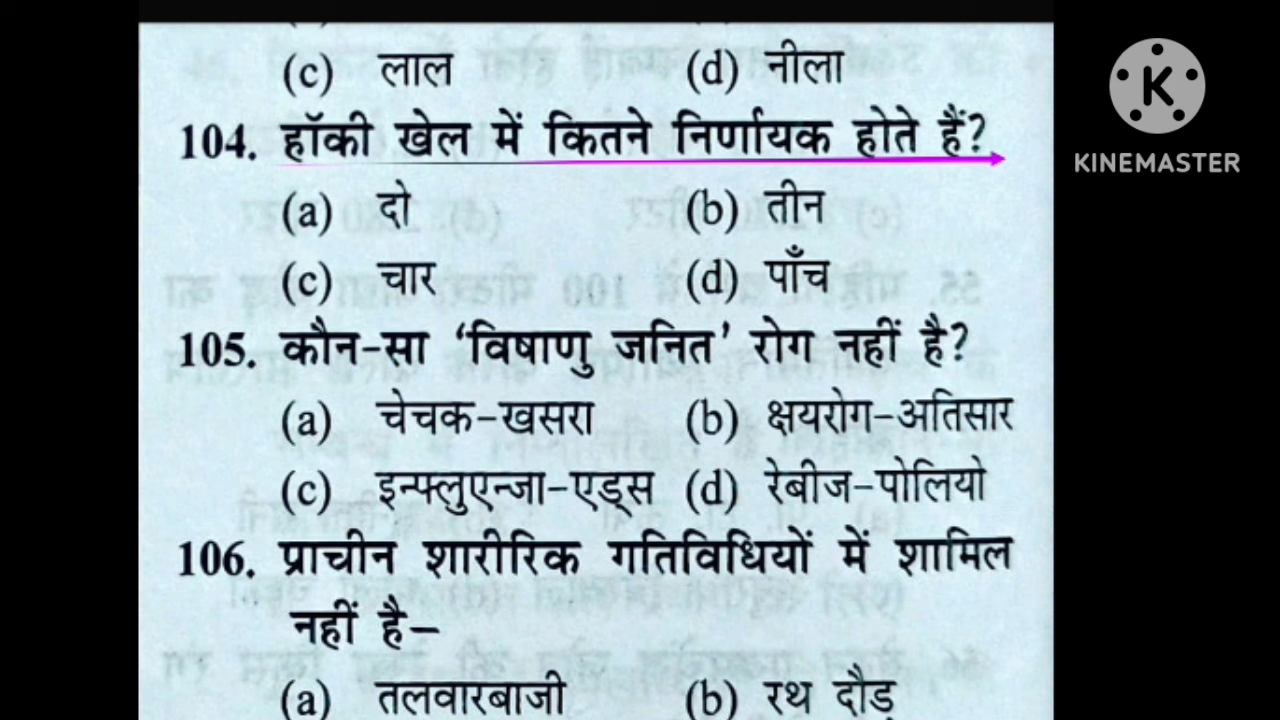 (c) लाल (d) नीला
104. हॉकी खेल में कितने निर्णायक होते हैं?
(a) दो (b) तीन
(c) चार (d) पाँच
105. कौन-सा ‘विषाणु जनित’ रोग नहीं है?
(a) चेचक-खसरा (b) क्षयरोग-अतिसार
(c) इन्फ्लुएन्जा-एड्स (d) रेबीज-पोलियो
106. प्राचीन शारीरिक गतिविधियों में शामिल
नहीं है–
(a) तलवारबाजी (b) रथ दौड़
K
KINEMASTER